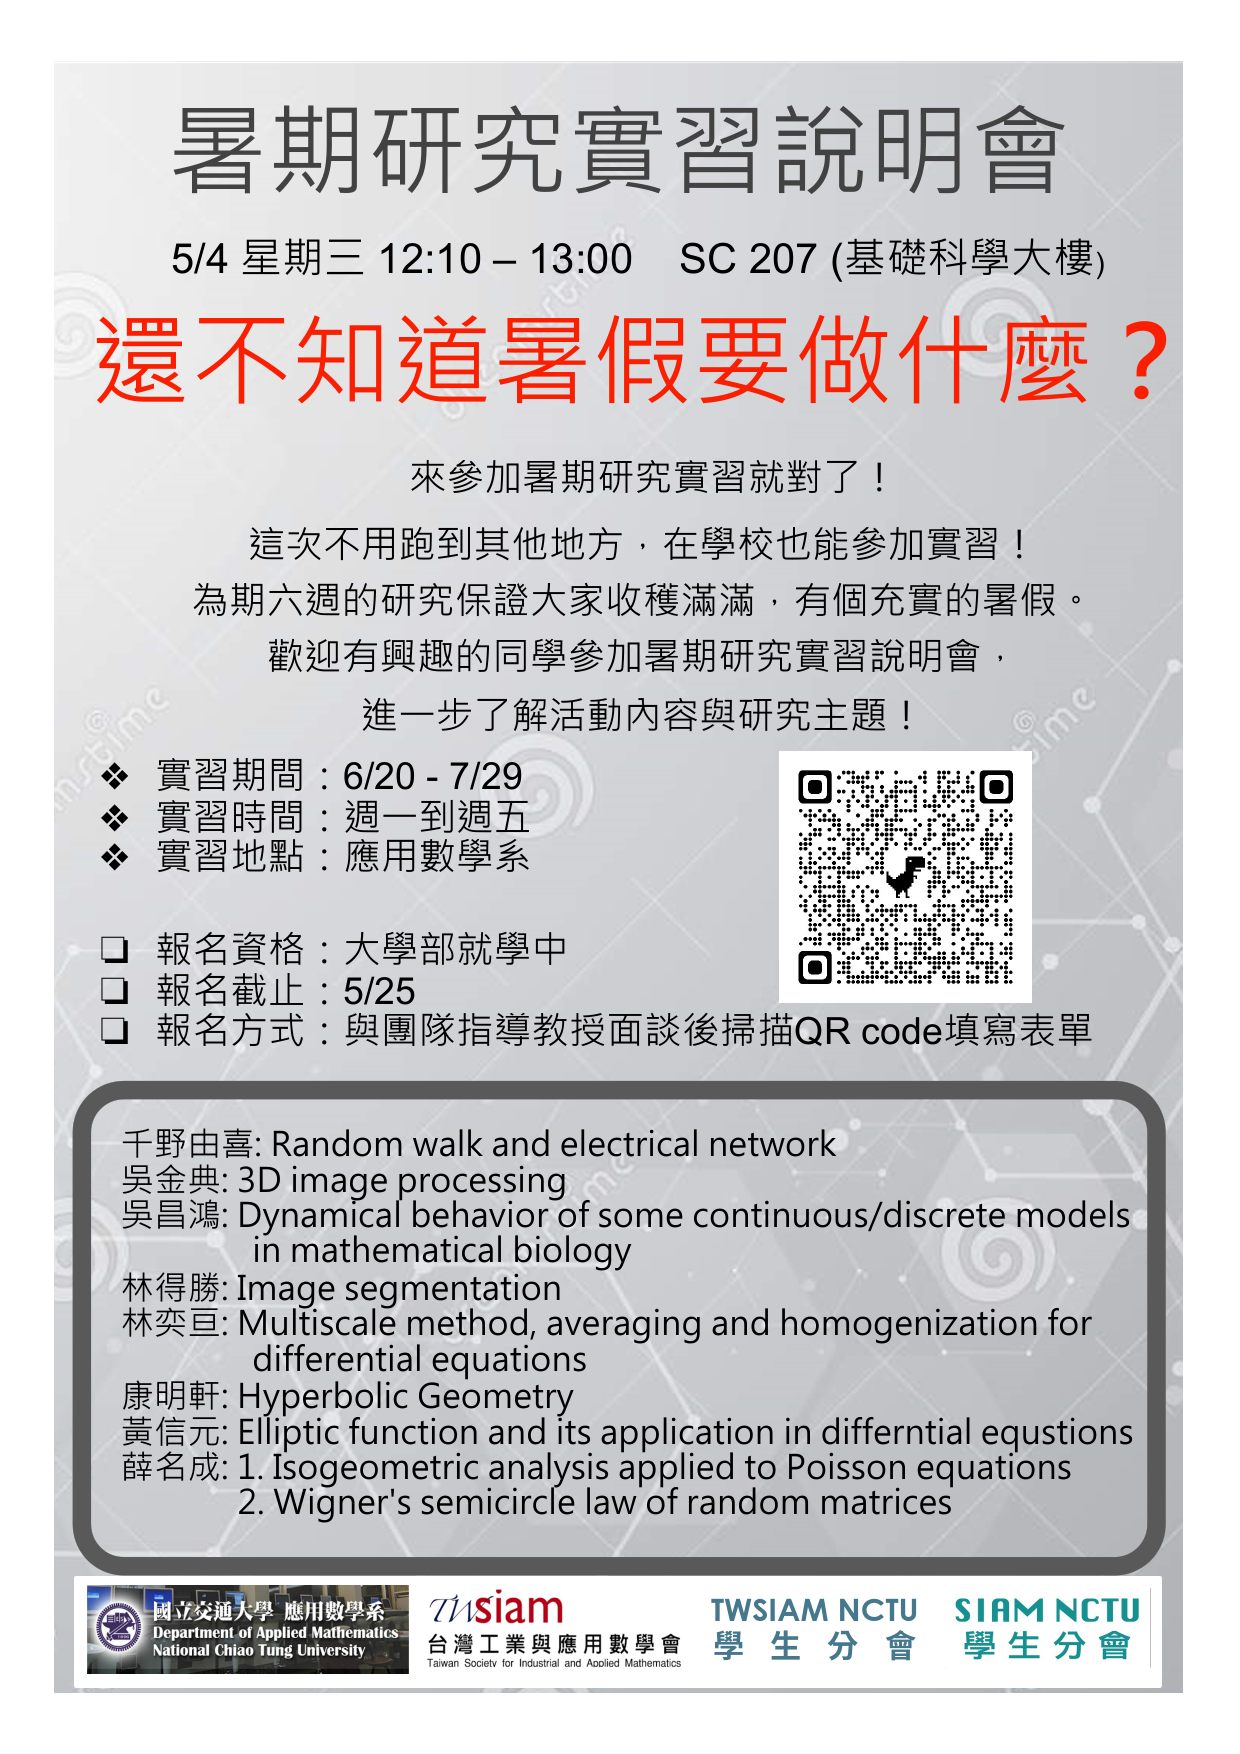 暑期研究實習說明會
5/4 星期三 12:10 – 13:00 SC 207 (基礎科學大樓)
還不知道暑假要做什麼？
來參加暑期研究實習就對了！
這次不用跑到其他地方，在學校也能參加實習！
為期六週的研究保證大家收穫滿滿，有個充實的暑假。
歡迎有興趣的同學參加暑期研究實習說明會，
進一步了解活動內容與研究主題！
❖ 實習期間：6/20 - 7/29
❖ 實習時間：週一到週五
❖ 實習地點：應用數學系
❏ 報名資格：大學部就學中
❏ 報名截止：5/25
❏ 報名方式：與團隊指導教授面談後掃描QR code填寫表單
千野由喜: Random walk and electrical network
吳金典: 3D image processing
吳昌鴻: Dynamical behavior of some continuous/discrete models
in mathematical biology
林得勝: Image segmentation
林奕亘: Multiscale method, averaging and homogenization for
differential equations
康明軒: Hyperbolic Geometry
黃信元: Elliptic function and its application in differntial equstions
薛名成: 1. Isogeometric analysis applied to Poisson equations
2. Wigner's semicircle law of random matrices
國立交通大學 應用數學系
Department of Applied Mathematics
National Chiao Tung University
TWsiam
台灣工業與應用數學會
Taiwan Society for Industrial and Applied Mathematics
TWSIAM NCTU
學生分會
SIAM NCTU
學生分會